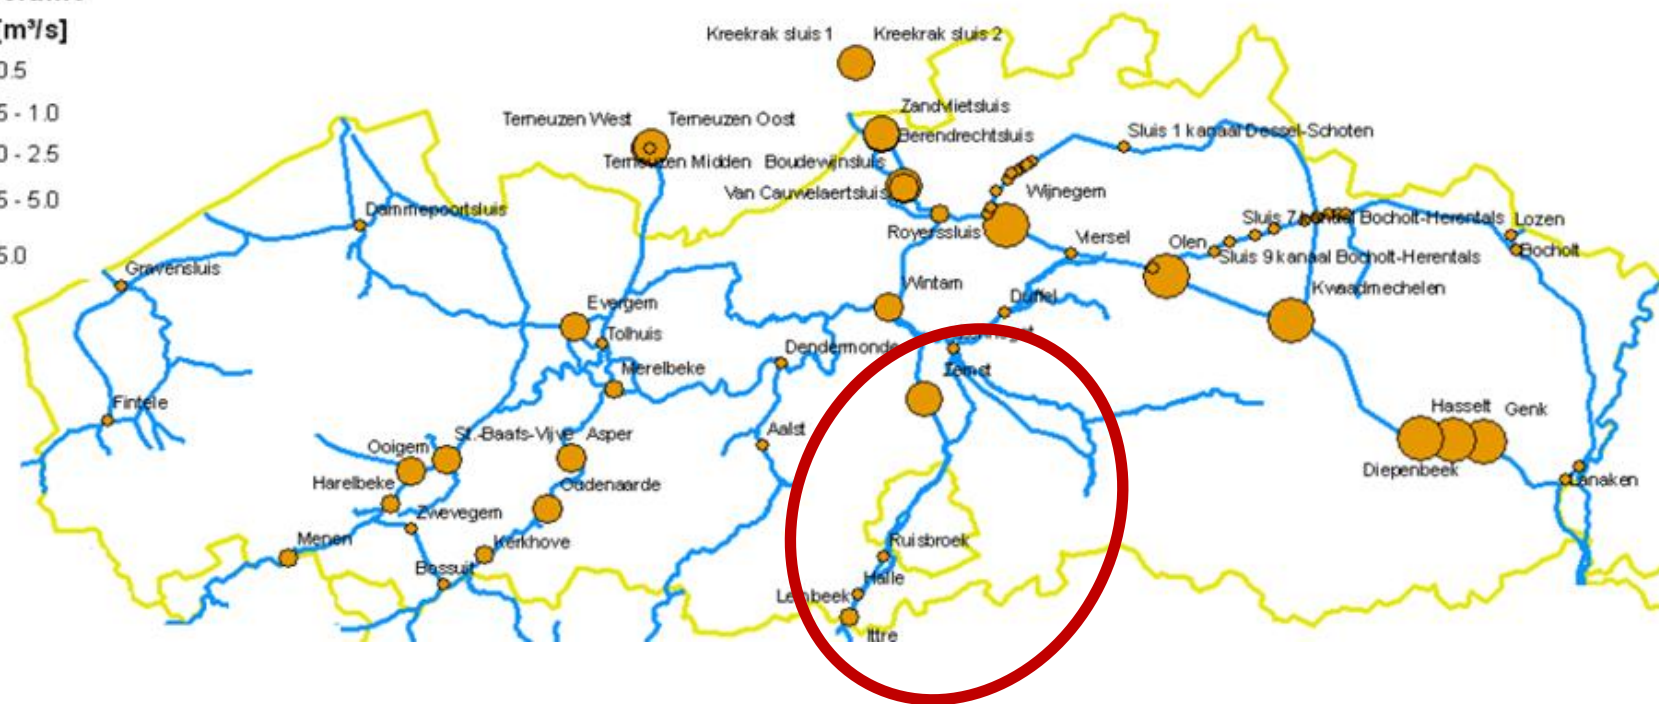 [m³/s]
0.5
5 - 1.0
0 - 2.5
5 - 5.0
5.0
Kreekrak sluis 1
Kreekrak sluis 2
Zandvlietsluis
Terneuzen West
Terneuzen Oost
Berendrechtsluis
Sluis 1 kanaal Dessel-Schoten
Terneuzen Midden
Boudewijnsluis
Van Cauwelaertsluis
Wijnegem
Dammepoortsluis
Royerssluis
Sluis 7 kanaal Bocholt-Herentals
Lozen
Viersel
Olen
Bocholt
Sluis 9 kanaal Bocholt-Herentals
Gravensluis
Wintam
Kwaadmechelen
Evergem
Duffel
Tolhuis
Dendermonde
Merelbeke
Zemst
Fintele
Hasselt
Genk
Aalst
St.-Baafs-Vijve
Asper
Ooigem
Diepenbeek
Harelbeke
Oudenaarde
Lanaken
Zwevegem
Menen
Kerkhove
Ruisbroek
Bossuit
Halle
Lembeek
Ittre